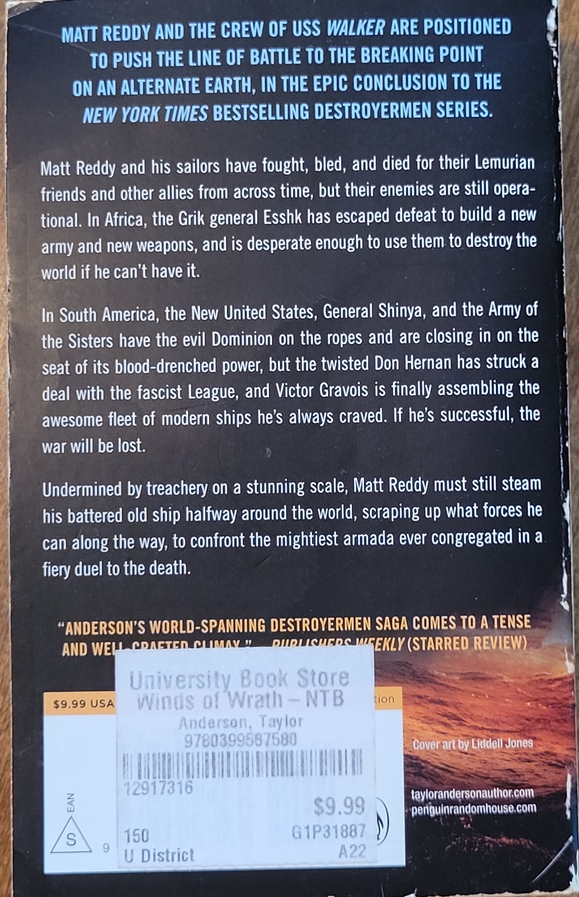 MATT REDDY AND THE CREW OF USS WALKER ARE POSITIONED
TO PUSH THE LINE OF BATTLE TO THE BREAKING POINT
ON AN ALTERNATE EARTH, IN THE EPIC CONCLUSION TO THE
NEW YORK TIMES BESTSELLING DESTROYERMEN SERIES.
Matt Reddy and his sailors have fought, bled, and died for their Lemurian
friends and other allies from across time, but their enemies are still opera-
tional. In Africa, the Grik general Esshk has escaped defeat to build a new
army and new weapons, and is desperate enough to use them to destroy the
world if he can't have it.
In South America, the New United States, General Shinya, and the Army of
the Sisters have the evil Dominion on the ropes and are closing in on the
seat of its blood-drenched power, but the twisted Don Hernan has struck a
deal with the fascist League, and Victor Gravois is finally assembling the
awesome fleet of modern ships he's always craved. If he's successful, the
war will be lost.
Undermined by treachery on a stunning scale, Matt Reddy must still steam
his battered old ship halfway around the world, scraping up what forces he
can along the way, to confront the mightiest armada ever congregated in a
fiery duel to the death.
"ANDERSON'S WORLD-SPANNING DESTROYERMEN SAGA COMES TO A TENSE
AND WELL-CRAFTED CLIMAX." PUBLISHERS WEEKLY (STARRED REVIEW)
$9.99 USA
University Book Store
Winds of Wrath – NTB
Anderson, Taylor
9780399587580
12917316
$9.99
150 G1P31887
U District A22
EAN
S
9
Cover art by Liddell Jones
taylorandersonauthor.com
penguinrandomhouse.com